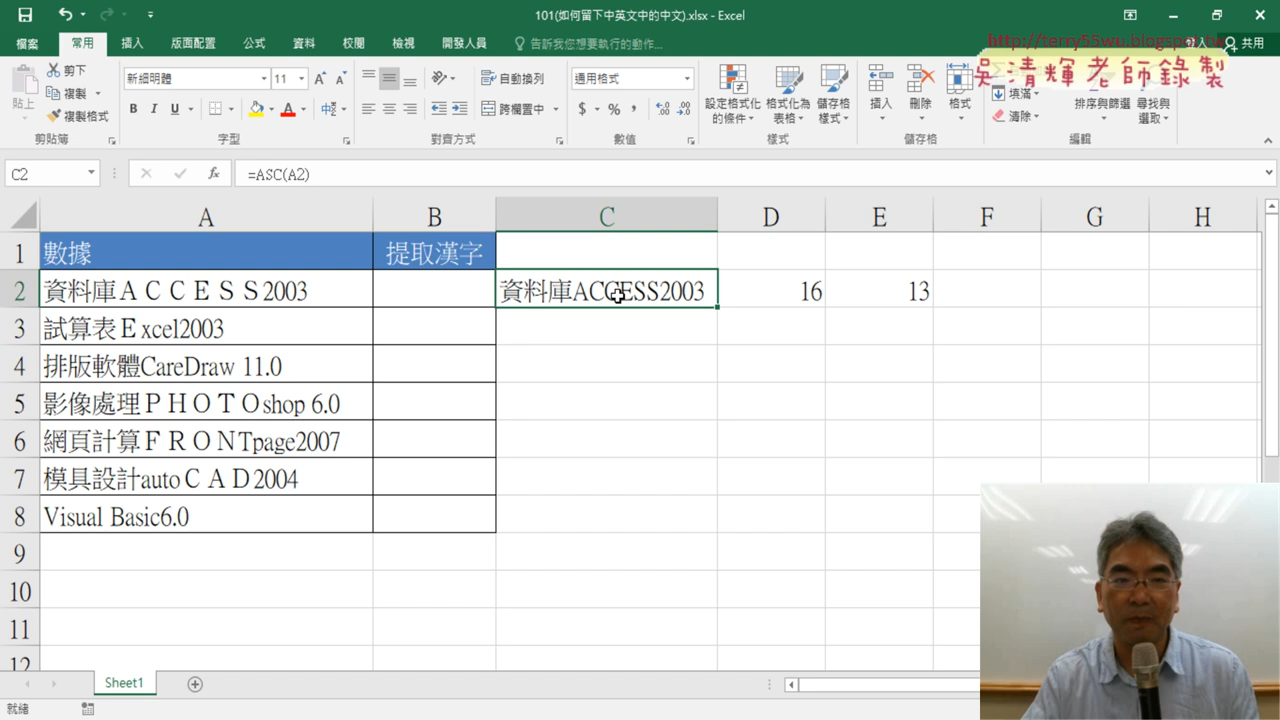 101(如何留下中英文中的中文).xlsx - Excel
檔案 常用 插入 版面配置 公式 資料 校閱 檢視 開發人員 告訴我您想要執行的動作... 共用
http://terry55wu.blogspot.tw
吳清輝老師錄製
貼上 剪下 複製 複製格式 剪貼簿
新細明體 11 B I U A 字型
自動換列 跨欄置中 對齊方式
通用格式 $ % , 數值
設定格式化的條件 格式化為表格 儲存格樣式 樣式
插入 刪除 格式 儲存格
填滿 清除 排序與篩選 尋找與選取 編輯
C2 fx =ASC(A2)
A B C D E F G H
1 數據 提取漢字
2 資料庫ＡＣＣＥＳＳ2003 資料庫ACCESS2003 16 13
3 試算表Ｅxcel2003
4 排版軟體CareDraw 11.0
5 影像處理ＰＨＯＴＯshop 6.0
6 網頁計算ＦＲＯＮTpage2007
7 模具設計autoＣＡＤ2004
8 Visual Basic6.0
9
10
11
12
Sheet1
就緒